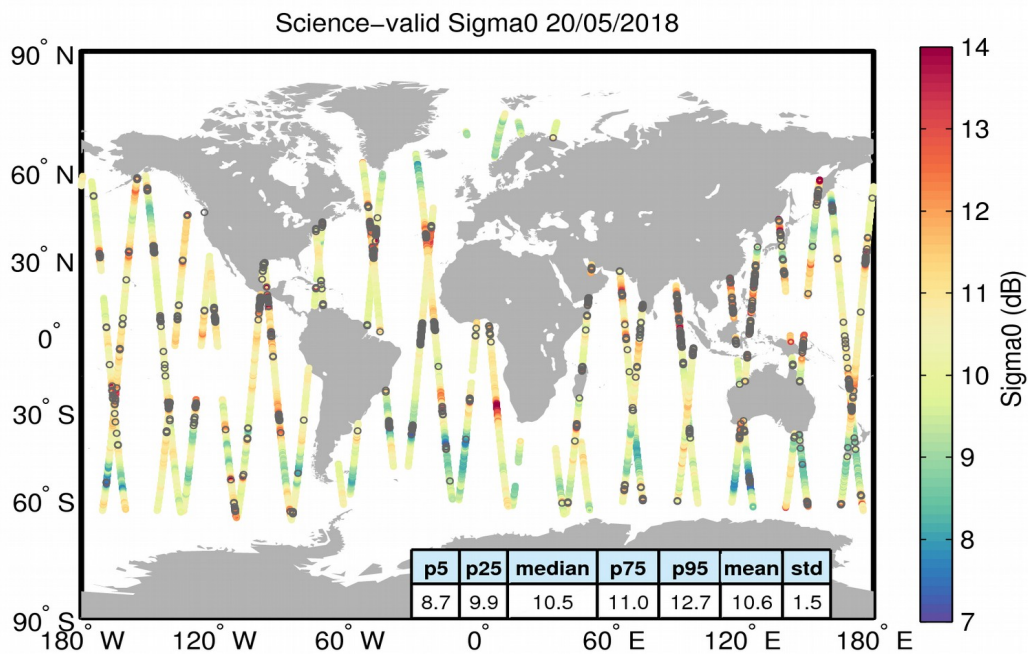 Science−valid Sigma0 20/05/2018
90° N
60° N
30° N
0°
30° S
60° S
90° S
180° W 120° W 60° W 0° 60° E 120° E 180° E
p5 p25 median p75 p95 mean std
8.7 9.9 10.5 11.0 12.7 10.6 1.5
14
13
12
11
10
9
8
7
Sigma0 (dB)